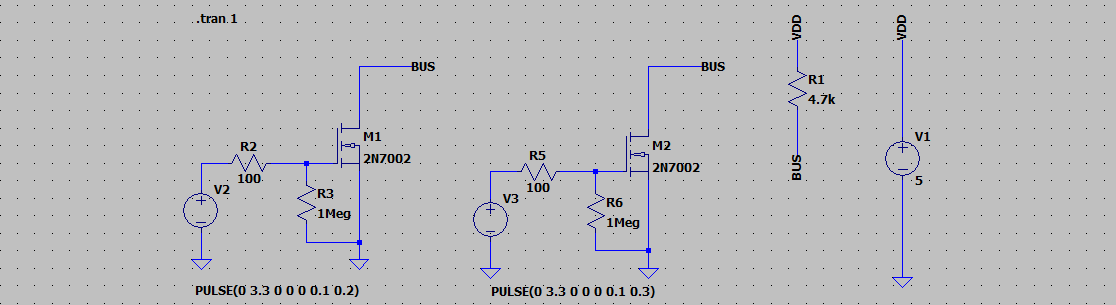 .tran 1
VDD
VDD
BUS
BUS
R1
4.7k
M1
2N7002
R2
100
V2
R3
1Meg
M2
2N7002
R5
100
V3
R6
1Meg
V1
5
BUS
PULSE(0 3.3 0 0 0 0.1 0.2)
PULSE(0 3.3 0 0 0 0.1 0.3)